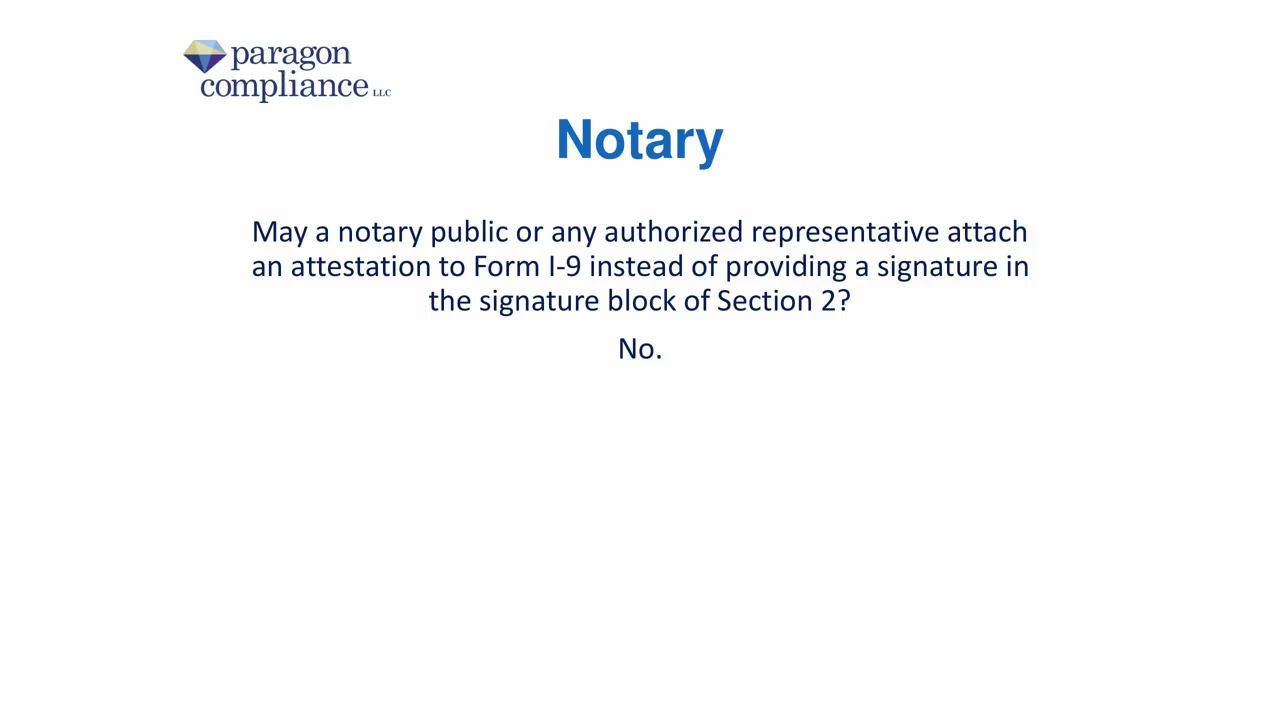 paragon
compliance LLC
Notary
May a notary public or any authorized representative attach
an attestation to Form I-9 instead of providing a signature in
the signature block of Section 2?
No.